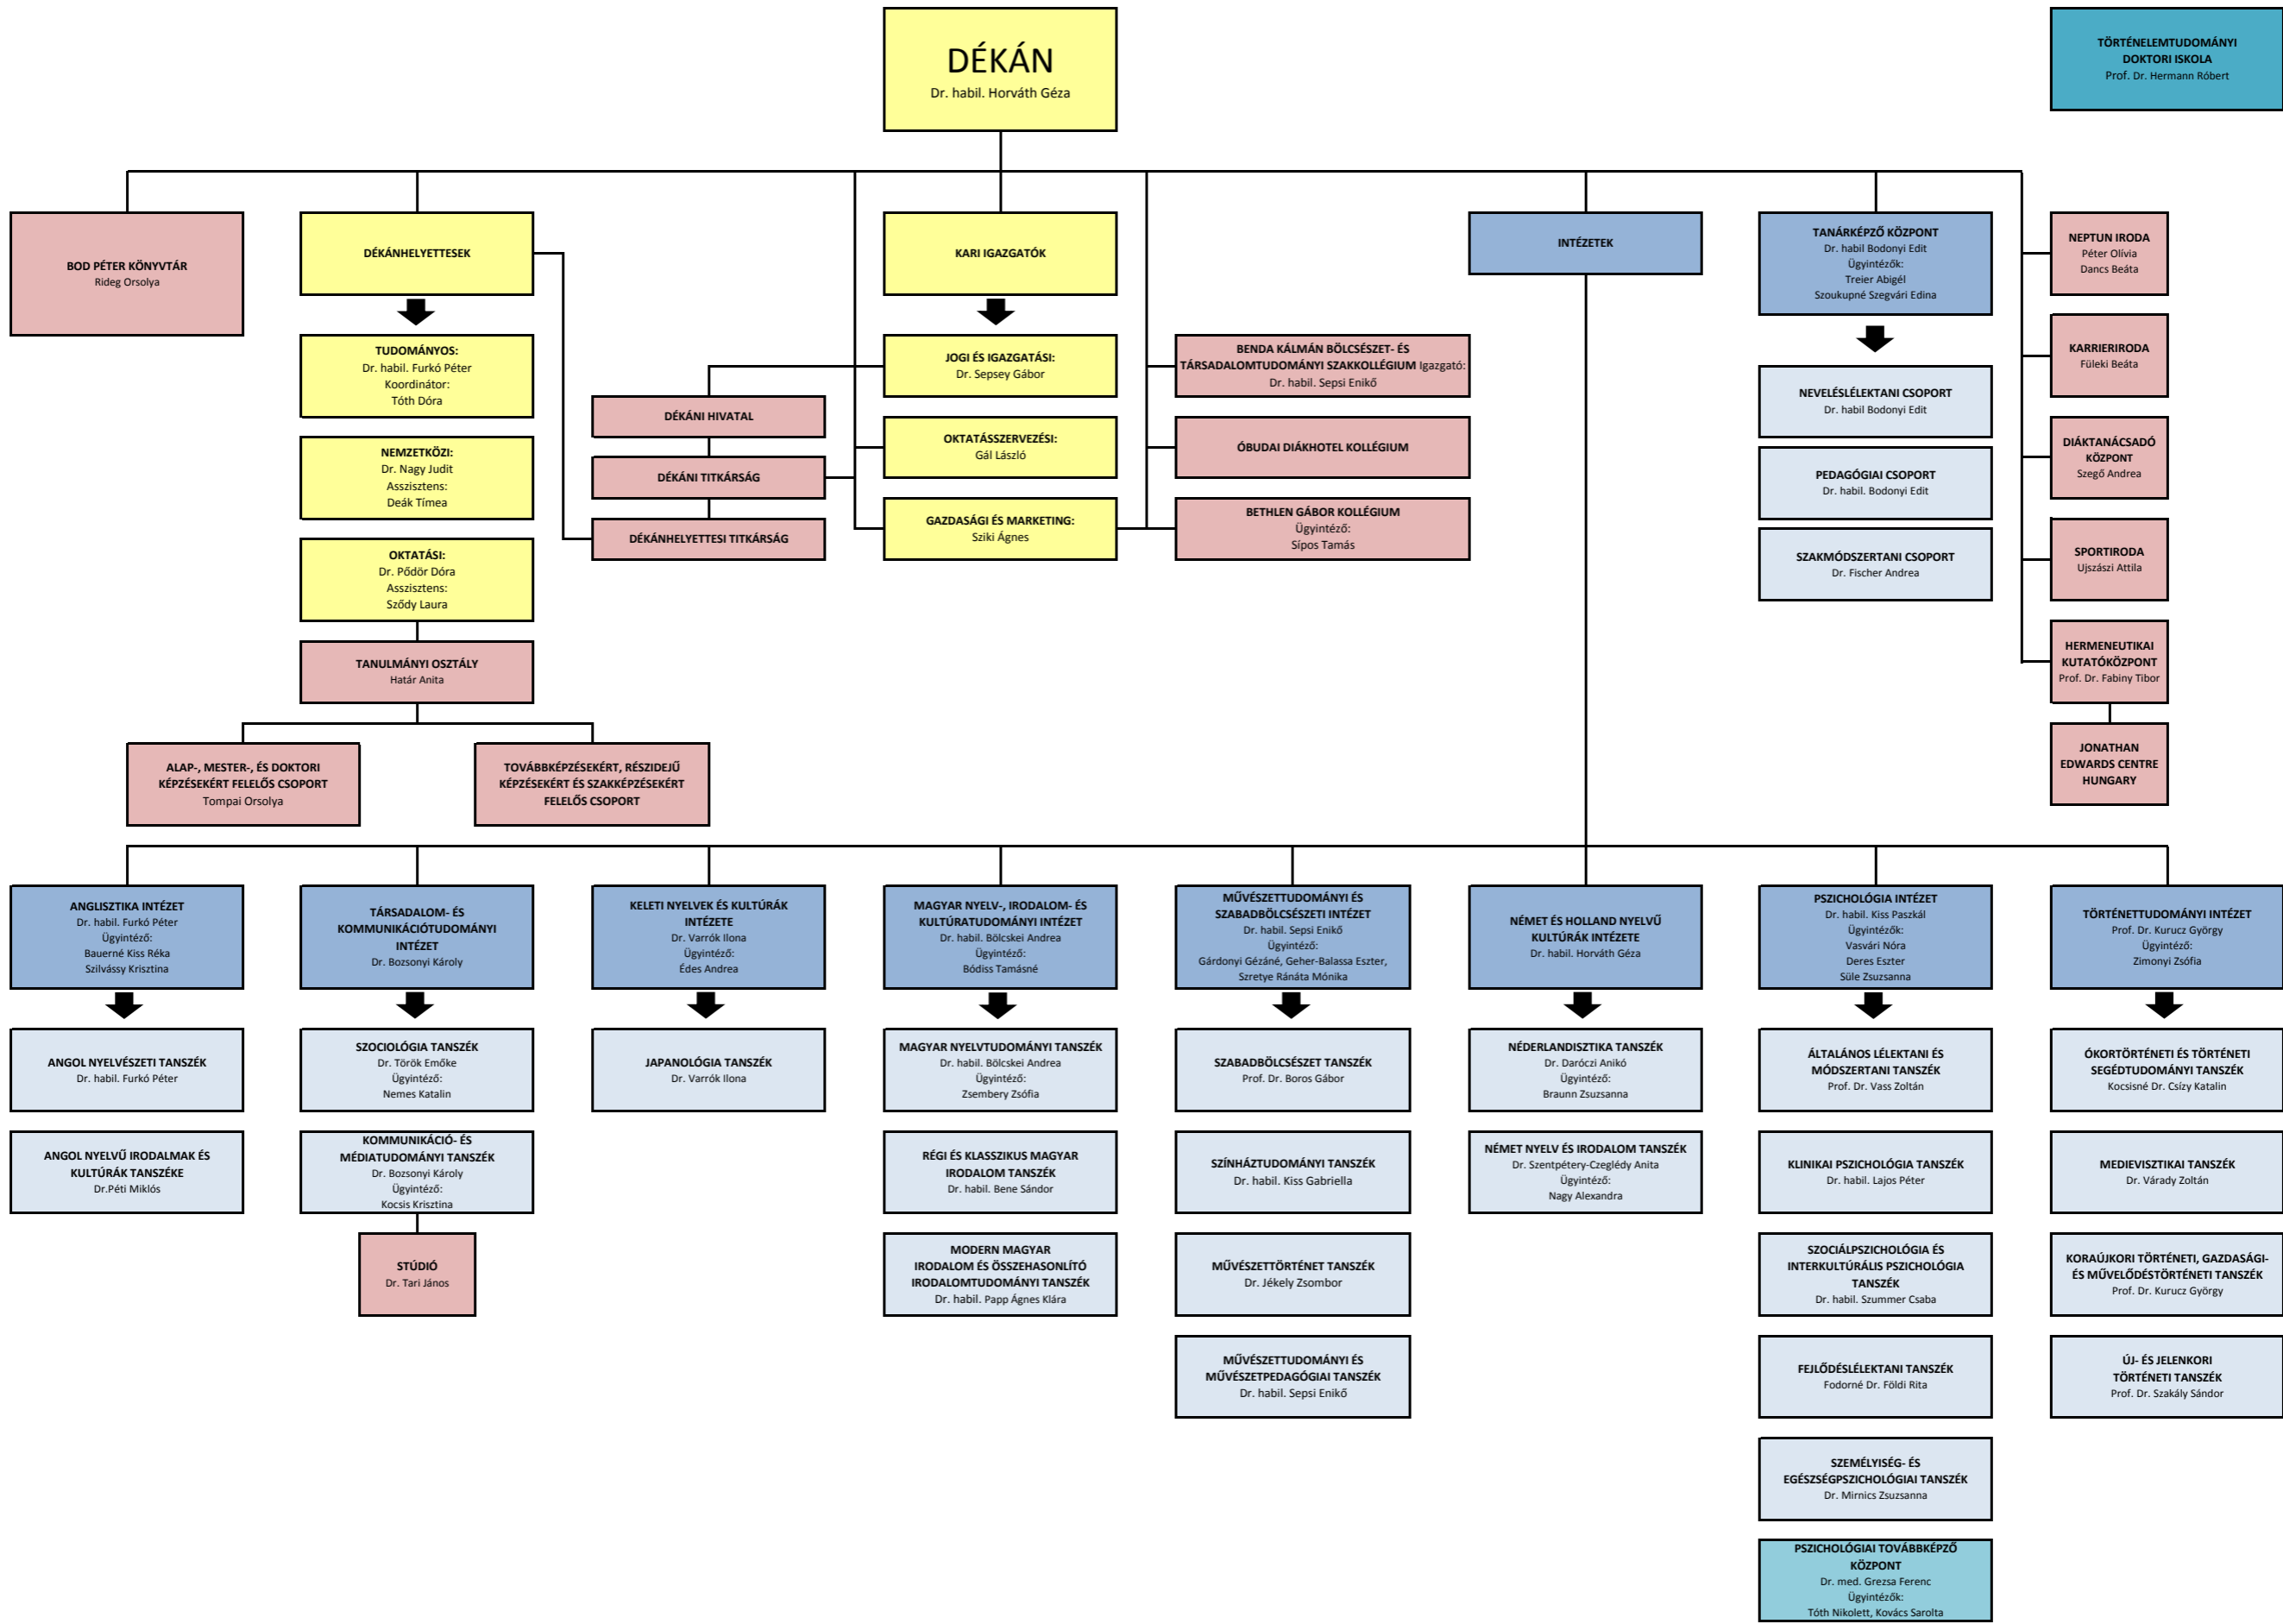 DÉKÁN
Dr. habil. Horváth Géza
TÖRTÉNELEMTUDOMÁNYI
DOKTORI ISKOLA
Prof. Dr. Hermann Róbert
BOD PÉTER KÖNYVTÁR
Rideg Orsolya
DÉKÁNHELYETTESEK
KARI IGAZGATÓK
INTÉZETEK
TANÁRKÉPZŐ KÖZPONT
Dr. habil Bodonyi Edit
Ügyintézők:
Treier Abigél
Szoukupné Szegvári Edina
NEPTUN IRODA
Péter Olívia
Dancs Beáta
TUDOMÁNYOS:
Dr. habil. Furkó Péter
Koordinátor:
Tóth Dóra
NEMZETKÖZI:
Dr. Nagy Judit
Asszisztens:
Deák Tímea
OKTATÁSI:
Dr. Pődör Dóra
Asszisztens:
Sződy Laura
TANULMÁNYI OSZTÁLY
Határ Anita
ALAP-, MESTER-, ÉS DOKTORI
KÉPZÉSEKÉRT FELELŐS CSOPORT
Tompai Orsolya
TOVÁBBKÉPZÉSEKÉRT, RÉSZIDEJŰ
KÉPZÉSEKÉRT ÉS SZAKKÉPZÉSEKÉRT
FELELŐS CSOPORT
DÉKÁNI HIVATAL
DÉKÁNI TITKÁRSÁG
DÉKÁNHELYETTESI TITKÁRSÁG
JOGI ÉS IGAZGATÁSI:
Dr. Sepsey Gábor
OKTATÁSSZERVEZÉSI:
Gál László
GAZDASÁGI ÉS MARKETING:
Sziki Ágnes
BENDA KÁLMÁN BÖLCSÉSZET- ÉS
TÁRSADALOMTUDOMÁNYI SZAKKOLLÉGIUM Igazgató:
Dr. habil. Sepsi Enikő
ÓBUDAI DIÁKHOTEL KOLLÉGIUM
BETHLEN GÁBOR KOLLÉGIUM
Ügyintéző:
Sípos Tamás
NEVELÉSLÉLEKTANI CSOPORT
Dr. habil Bodonyi Edit
PEDAGÓGIAI CSOPORT
Dr. habil. Bodonyi Edit
SZAKMÓDSZERTANI CSOPORT
Dr. Fischer Andrea
KARRIERIRODA
Füleki Beáta
DIÁKTANÁCSADÓ
KÖZPONT
Szegő Andrea
SPORTIRODA
Ujszászi Attila
HERMENEUTIKAI
KUTATÓKÖZPONT
Prof. Dr. Fabiny Tibor
JONATHAN
EDWARDS CENTRE
HUNGARY
ANGLISZTIKA INTÉZET
Dr. habil. Furkó Péter
Ügyintéző:
Bauerné Kiss Réka
Szilvássy Krisztina
ANGOL NYELVÉSZETI TANSZÉK
Dr. habil. Furkó Péter
ANGOL NYELVŰ IRODALMAK ÉS
KULTÚRÁK TANSZÉKE
Dr.Péti Miklós
TÁRSADALOM- ÉS
KOMMUNIKÁCIÓTUDOMÁNYI
INTÉZET
Dr. Bozsonyi Károly
SZOCIOLÓGIA TANSZÉK
Dr. Török Emőke
Ügyintéző:
Nemes Katalin
KOMMUNIKÁCIÓ- ÉS
MÉDIATUDOMÁNYI TANSZÉK
Dr. Bozsonyi Károly
Ügyintéző:
Kocsis Krisztina
STÚDIÓ
Dr. Tari János
KELETI NYELVEK ÉS KULTÚRÁK
INTÉZETE
Dr. Varrók Ilona
Ügyintéző:
Édes Andrea
JAPANOLÓGIA TANSZÉK
Dr. Varrók Ilona
MAGYAR NYELV-, IRODALOM- ÉS
KULTÚRATUDOMÁNYI INTÉZET
Dr. habil. Bölcskei Andrea
Ügyintéző:
Bódiss Tamásné
MAGYAR NYELVTUDOMÁNYI TANSZÉK
Dr. habil. Bölcskei Andrea
Ügyintéző:
Zsembery Zsófia
RÉGI ÉS KLASSZIKUS MAGYAR
IRODALOM TANSZÉK
Dr. habil. Bene Sándor
MODERN MAGYAR
IRODALOM ÉS ÖSSZEHASONLÍTÓ
IRODALOMTUDOMÁNYI TANSZÉK
Dr. habil. Papp Ágnes Klára
MŰVÉSZETTUDOMÁNYI ÉS
SZABADBÖLCSÉSZETI INTÉZET
Dr. habil. Sepsi Enikő
Ügyintéző:
Gárdonyi Gézáné, Geher-Balassa Eszter,
Szretye Ránáta Mónika
SZABADBÖLCSÉSZET TANSZÉK
Prof. Dr. Boros Gábor
SZÍNHÁZTUDOMÁNYI TANSZÉK
Dr. habil. Kiss Gabriella
MŰVÉSZETTÖRTÉNET TANSZÉK
Dr. Jékely Zsombor
MŰVÉSZETTUDOMÁNYI ÉS
MŰVÉSZETPEDAGÓGIAI TANSZÉK
Dr. habil. Sepsi Enikő
NÉMET ÉS HOLLAND NYELVŰ
KULTÚRÁK INTÉZETE
Dr. habil. Horváth Géza
NÉDERLANDISZTIKA TANSZÉK
Dr. Daróczi Anikó
Ügyintéző:
Braunn Zsuzsanna
NÉMET NYELV ÉS IRODALOM TANSZÉK
Dr. Szentpétery-Czeglédy Anita
Ügyintéző:
Nagy Alexandra
PSZICHOLÓGIA INTÉZET
Dr. habil. Kiss Paszkál
Ügyintézők:
Vasvári Nóra
Deres Eszter
Süle Zsuzsanna
ÁLTALÁNOS LÉLEKTANI ÉS
MÓDSZERTANI TANSZÉK
Prof. Dr. Vass Zoltán
KLINIKAI PSZICHOLÓGIA TANSZÉK
Dr. habil. Lajos Péter
SZOCIÁLPSZICHOLÓGIA ÉS
INTERKULTÚRÁLIS PSZICHOLÓGIA
TANSZÉK
Dr. habil. Szummer Csaba
FEJLŐDÉSLÉLEKTANI TANSZÉK
Fodorné Dr. Földi Rita
SZEMÉLYISÉG- ÉS
EGÉSZSÉGPSZICHOLÓGIAI TANSZÉK
Dr. Mirnics Zsuzsanna
PSZICHOLÓGIAI TOVÁBBKÉPZŐ
KÖZPONT
Dr. med. Grezsa Ferenc
Ügyintézők:
Tóth Nikolett, Kovács Sarolta
TÖRTÉNETTUDOMÁNYI INTÉZET
Prof. Dr. Kurucz György
Ügyintéző:
Zimonyi Zsófia
ÓKORTÖRTÉNETI ÉS TÖRTÉNETI
SEGÉDTUDOMÁNYI TANSZÉK
Kocsisné Dr. Csízy Katalin
MEDIEVISZTIKAI TANSZÉK
Dr. Várady Zoltán
KORAÚJKORI TÖRTÉNETI, GAZDASÁGI-
ÉS MŰVELŐDÉSTÖRTÉNETI TANSZÉK
Prof. Dr. Kurucz György
ÚJ- ÉS JELENKORI
TÖRTÉNETI TANSZÉK
Prof. Dr. Szakály Sándor